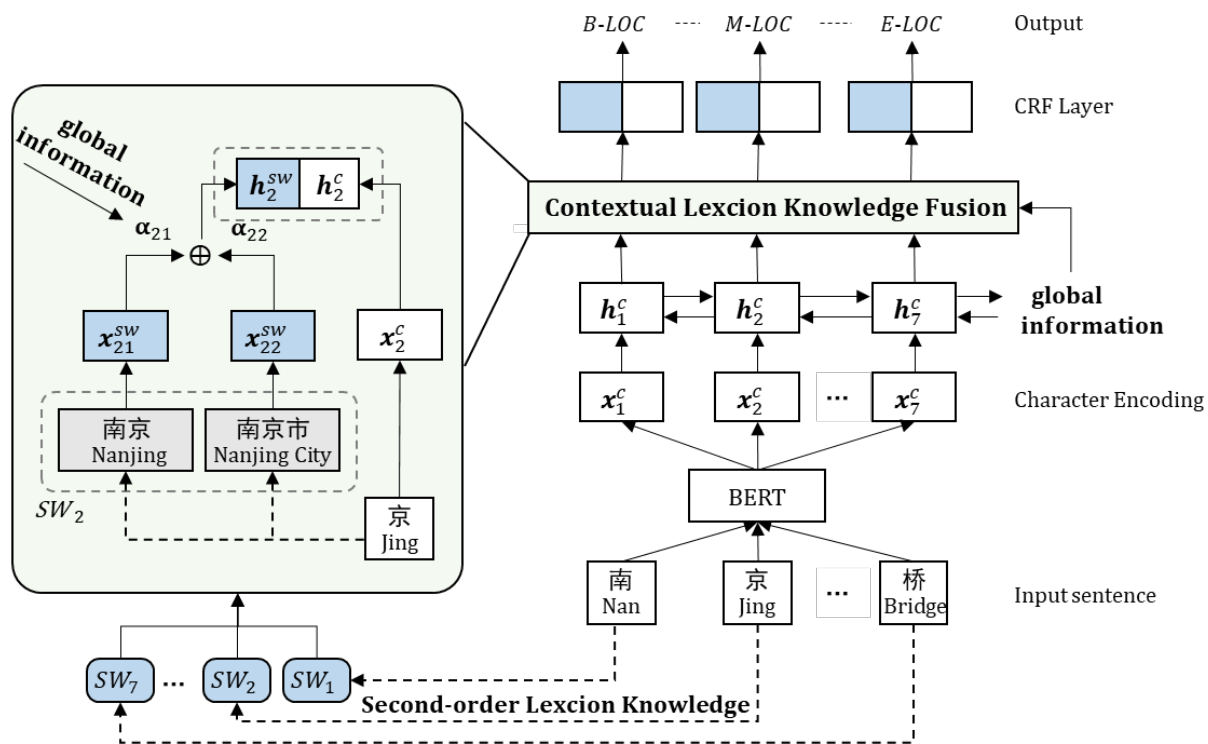 B-LOC
M-LOC
E-LOC
Output
CRF Layer
global
information
h₂ˢʷ
h₂ᶜ
α₂₁
α₂₂
⊕
Contextual Lexcion Knowledge Fusion
h₁ᶜ
h₂ᶜ
h₇ᶜ
global
information
x₂₁ˢʷ
x₂₂ˢʷ
x₂ᶜ
x₁ᶜ
x₂ᶜ
...
x₇ᶜ
Character Encoding
南京
Nanjing
南京市
Nanjing City
SW₂
京
Jing
BERT
南
Nan
京
Jing
...
桥
Bridge
Input sentence
SW₇
...
SW₂
SW₁
Second-order Lexcion Knowledge